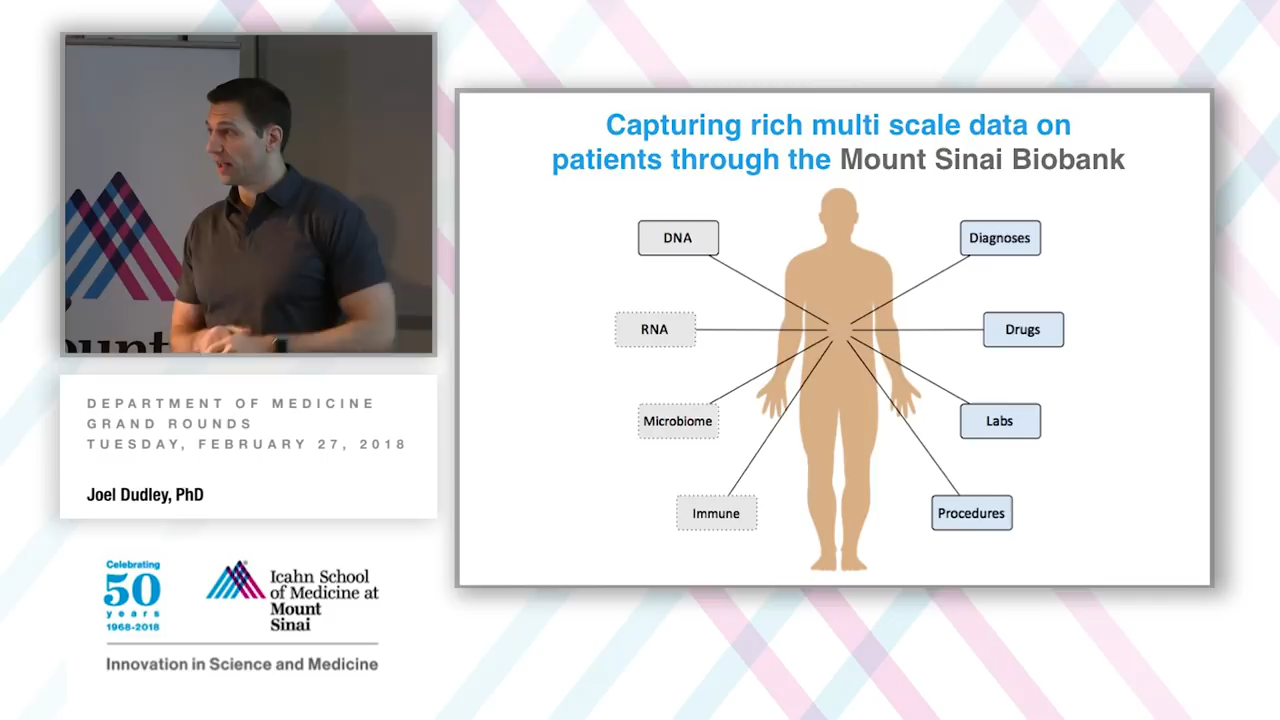 ount
DEPARTMENT OF MEDICINE
GRAND ROUNDS
TUESDAY, FEBRUARY 27, 2018
Joel Dudley, PhD
Celebrating
50
years
1968-2018
Icahn School
of Medicine at
Mount
Sinai
Innovation in Science and Medicine
Capturing rich multi scale data on
patients through the Mount Sinai Biobank
DNA
Diagnoses
RNA
Drugs
Microbiome
Labs
Immune
Procedures